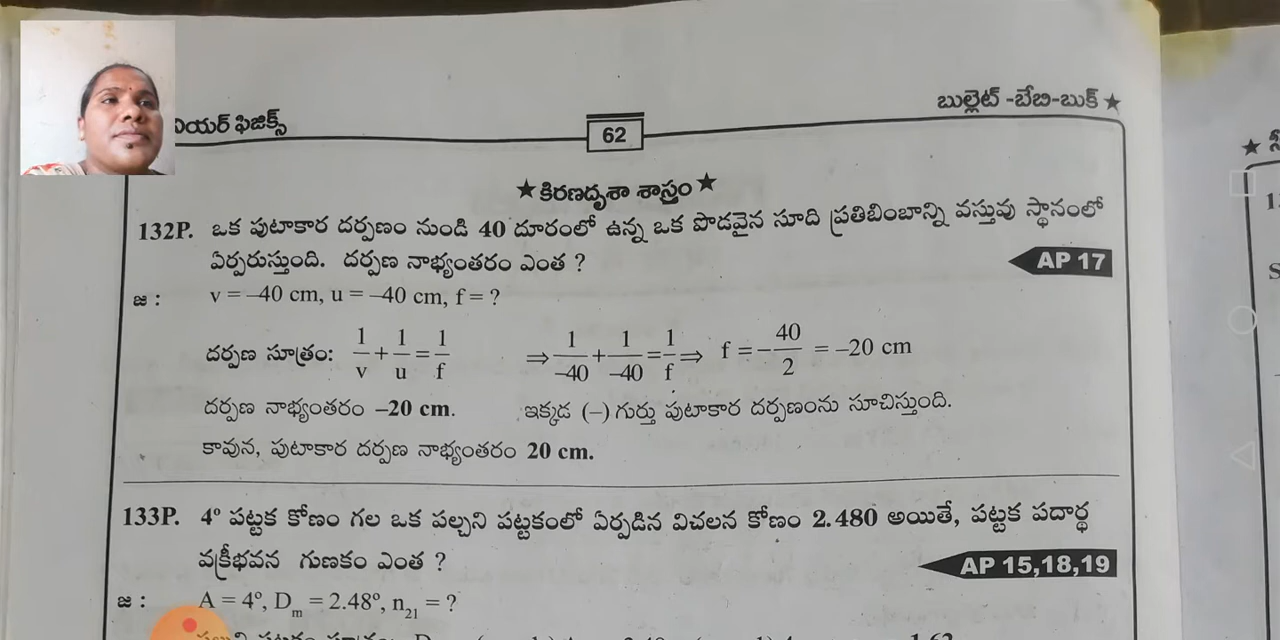 నియర్ ఫిజిక్స్
62
బుల్లెట్ -బేబి-బుక్ ★
★ కిరణదృశా శాస్త్రం ★
132P. ఒక పుటాకార దర్పణం నుండి 40 దూరంలో ఉన్న ఒక పొడవైన సూది ప్రతిబింబాన్ని వస్తువు స్థానంలో
ఏర్పరుస్తుంది. దర్పణ నాభ్యంతరం ఎంత ?
AP 17
జ : v = –40 cm, u = –40 cm, f = ?
దర్పణ సూత్రం: 1/v + 1/u = 1/f ⇒ 1/–40 + 1/–40 = 1/f ⇒ f = –40/2 = –20 cm
దర్పణ నాభ్యంతరం –20 cm. ఇక్కడ (–) గుర్తు పుటాకార దర్పణంను సూచిస్తుంది.
కావున, పుటాకార దర్పణ నాభ్యంతరం 20 cm.
133P. 4º పట్టక కోణం గల ఒక పల్చని పట్టకంలో ఏర్పడిన విచలన కోణం 2.480 అయితే, పట్టక పదార్థ
వక్రీభవన గుణకం ఎంత ?
AP 15,18,19
జ : A = 4º, Dₘ = 2.48º, n₂₁ = ?